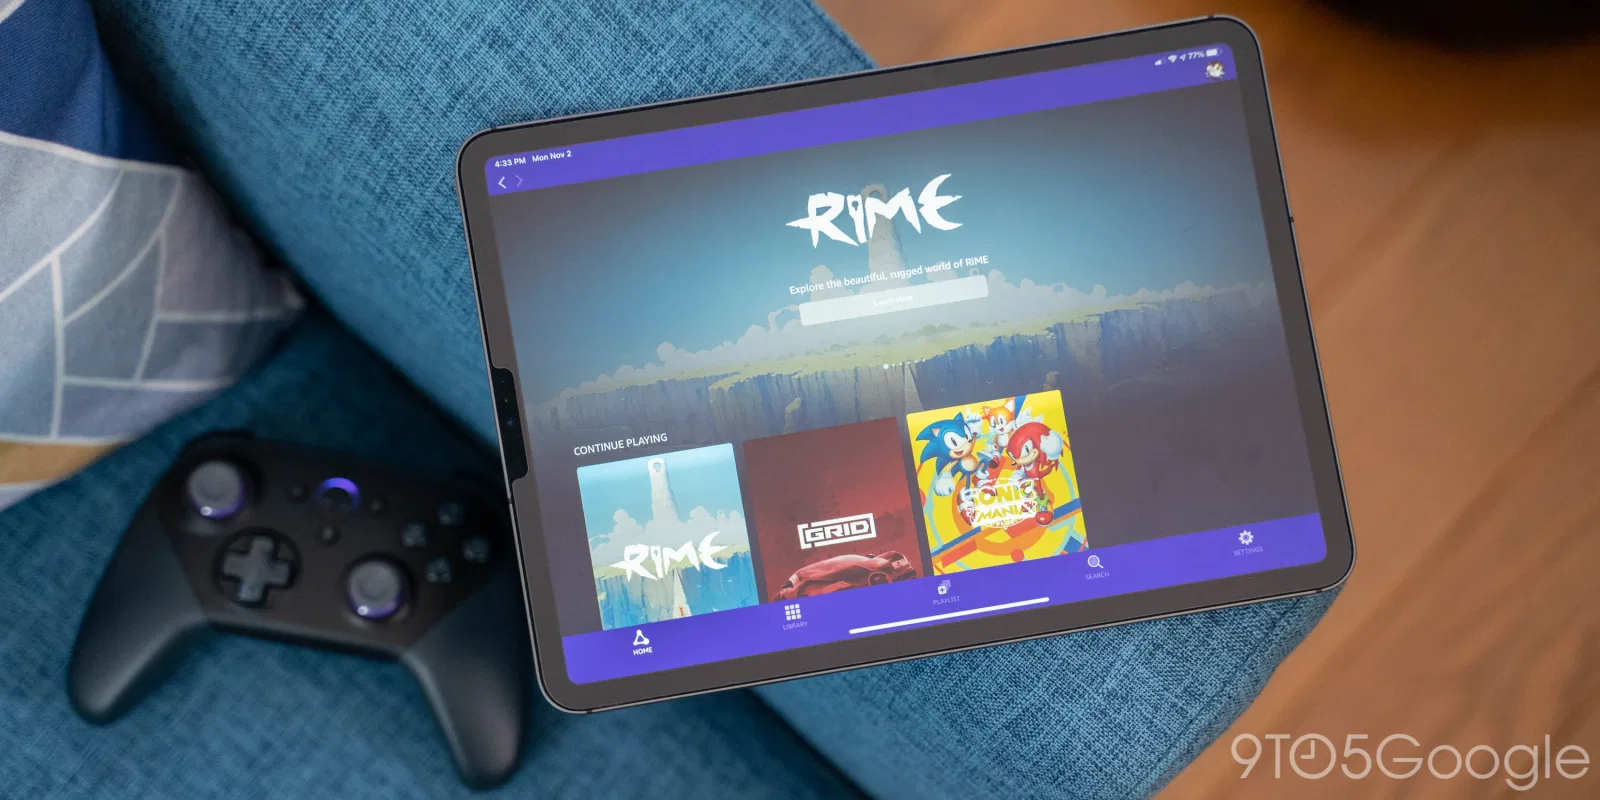 4:33 PM Mon Nov 2
77%
RiME
Explore the beautiful, rugged world of RiME
Learn More
CONTINUE PLAYING
RiME
GRID
SONIC
MANIA
HOME
LIBRARY
PLAYLIST
SEARCH
SETTINGS
9TO5Google